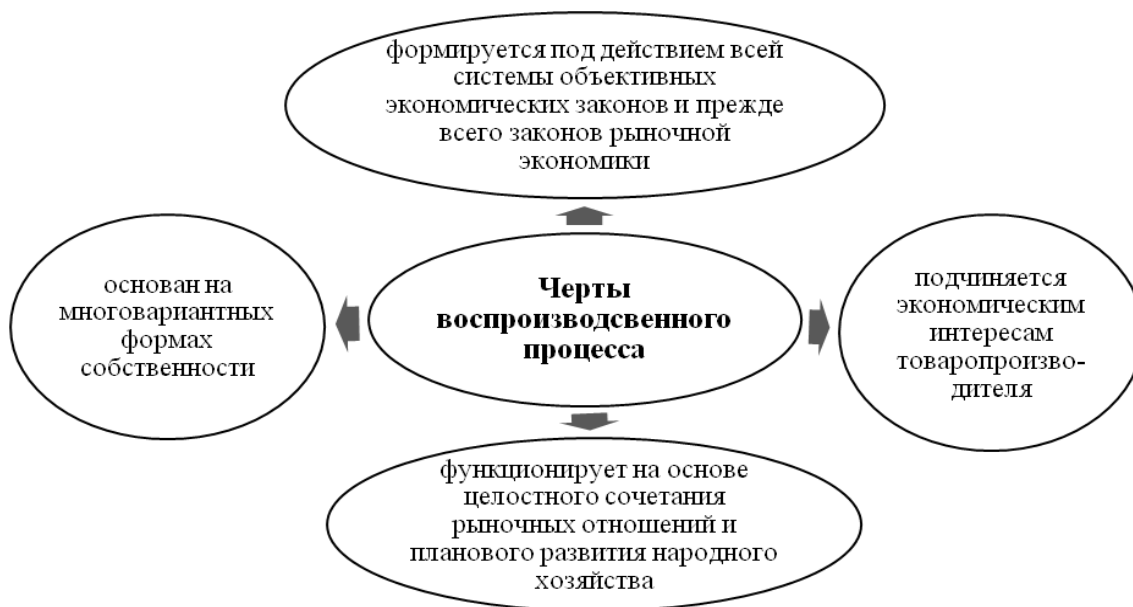 формируется под действием всей
системы объективных
экономических законов и прежде
всего законов рыночной
экономики
основан на
многовариантных
формах
собственности
Черты
воспроизводсвенного
процесса
подчиняется
экономическим
интересам
товаропроизво-
дителя
функционирует на основе
целостного сочетания
рыночных отношений и
планового развития народного
хозяйства